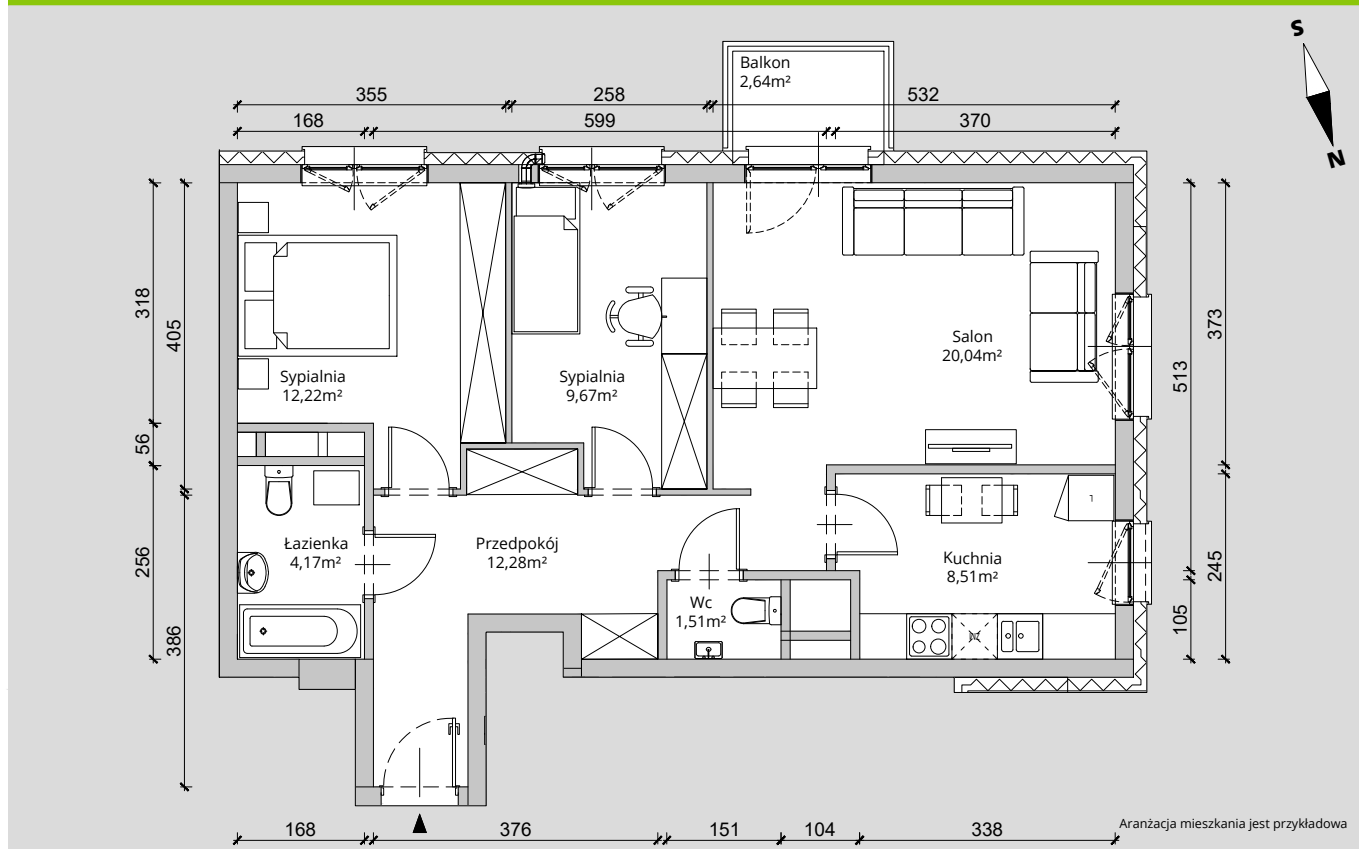 S
N
Balkon
2,64m²
355
258
532
168
599
370
318
405
56
256
386
373
513
245
105
Sypialnia
12,22m²
Sypialnia
9,67m²
Salon
20,04m²
Łazienka
4,17m²
Przedpokój
12,28m²
Wc
1,51m²
Kuchnia
8,51m²
168
376
151
104
338
Aranżacja mieszkania jest przykładowa